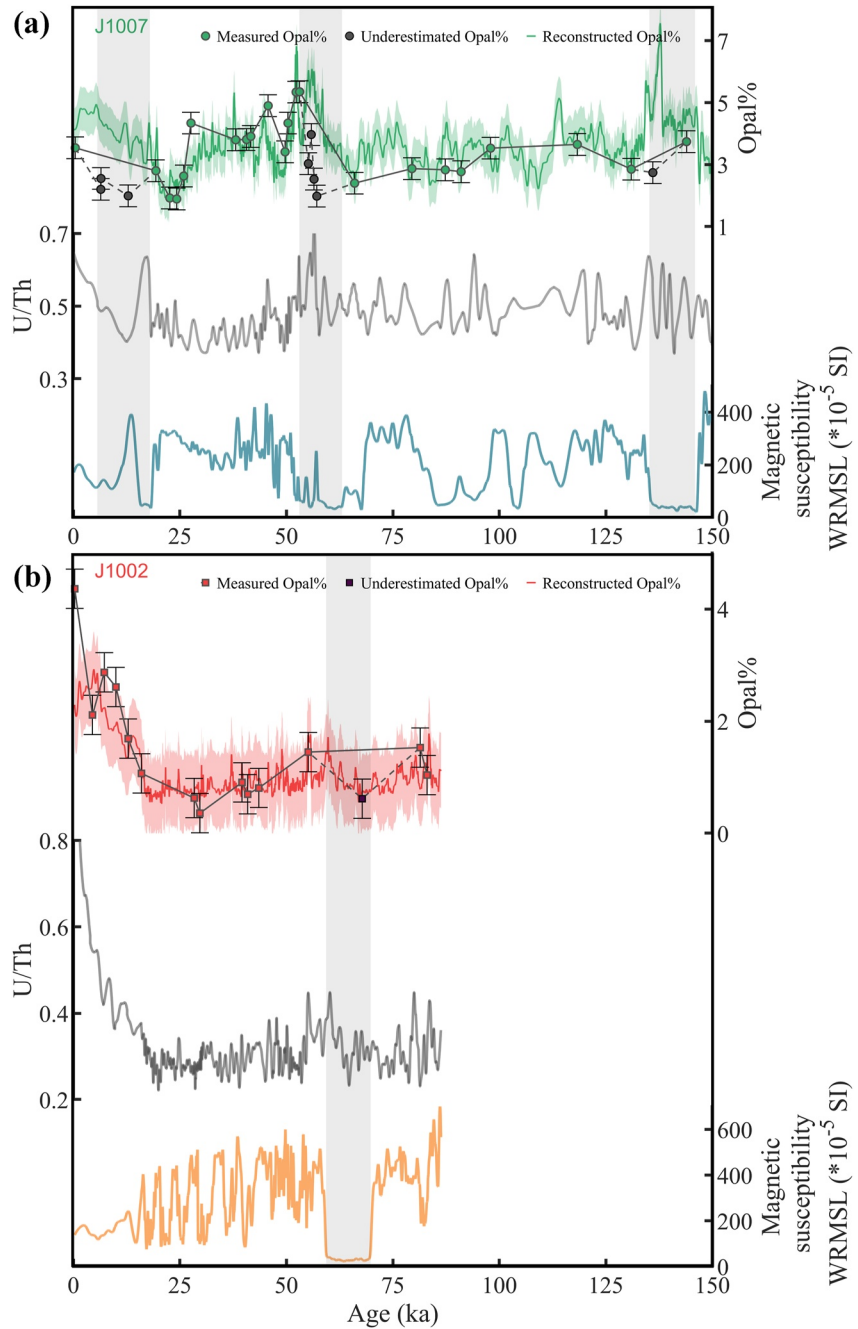 (a)
J1007
Measured Opal% Underestimated Opal% Reconstructed Opal%
7
5
3
1
Opal%
0.7
0.5
0.3
U/Th
400
200
0
Magnetic
susceptibility
WRMSL (*10-5 SI)
0 25 50 75 100 125 150
(b)
J1002
Measured Opal% Underestimated Opal% Reconstructed Opal%
4
2
0
Opal%
0.8
0.6
0.4
0.2
U/Th
600
400
200
0
Magnetic
susceptibility
WRMSL (*10-5 SI)
0 25 50 75 100 125 150
Age (ka)